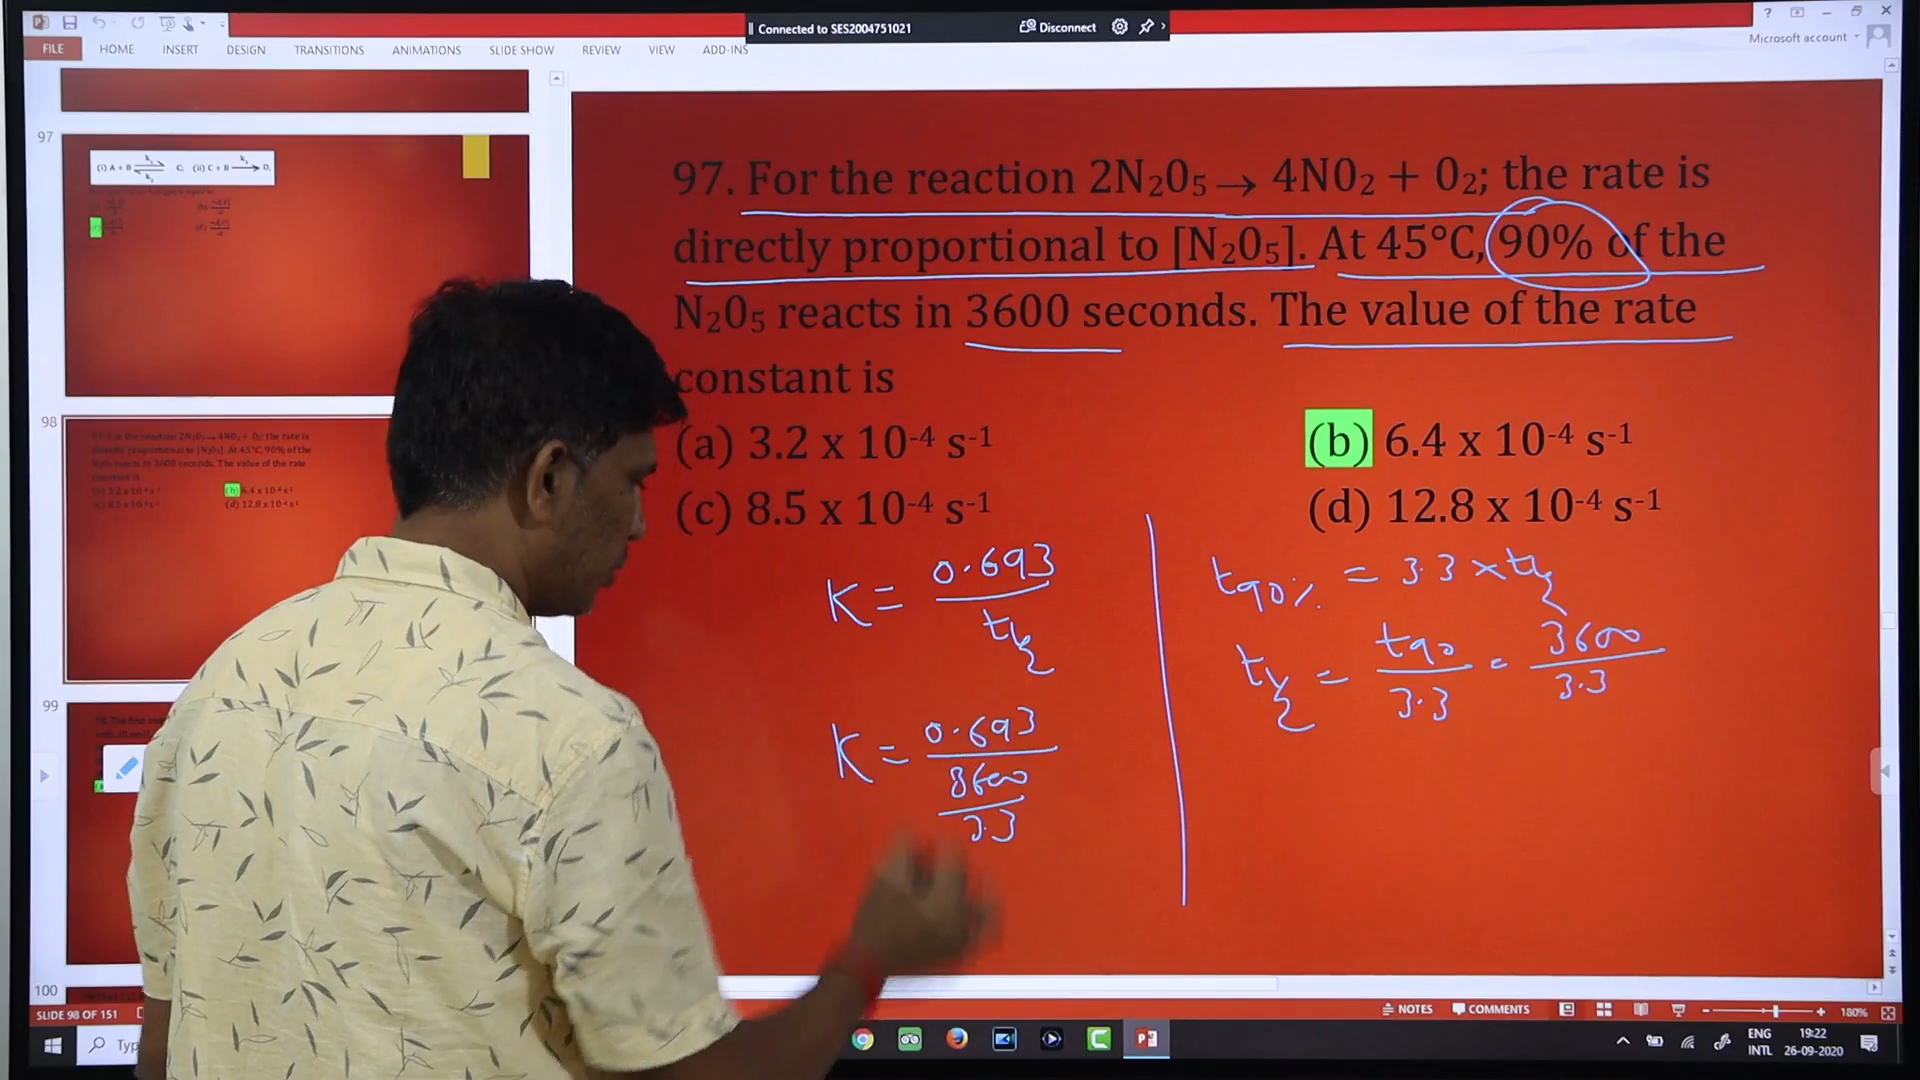 Connected to SES2004751021
Disconnect
Microsoft account
FILE HOME INSERT DESIGN TRANSITIONS ANIMATIONS SLIDE SHOW REVIEW VIEW ADD-INS
97
98
99
100
97. For the reaction 2N₂O₅ → 4NO₂ + O₂; the rate is
directly proportional to [N₂O₅]. At 45°C, 90% of the
N₂O₅ reacts in 3600 seconds. The value of the rate
constant is
(a) 3.2 x 10⁻⁴ s⁻¹ (b) 6.4 x 10⁻⁴ s⁻¹
(c) 8.5 x 10⁻⁴ s⁻¹ (d) 12.8 x 10⁻⁴ s⁻¹
K = 0.693 / t½
K = 0.693 / 3600 / 3.3
t90% = 3.3 × t½
t½ = t90 / 3.3 = 3600 / 3.3
SLIDE 98 OF 151
NOTES COMMENTS 180%
Typ
ENG 19:22
INTL 26-09-2020